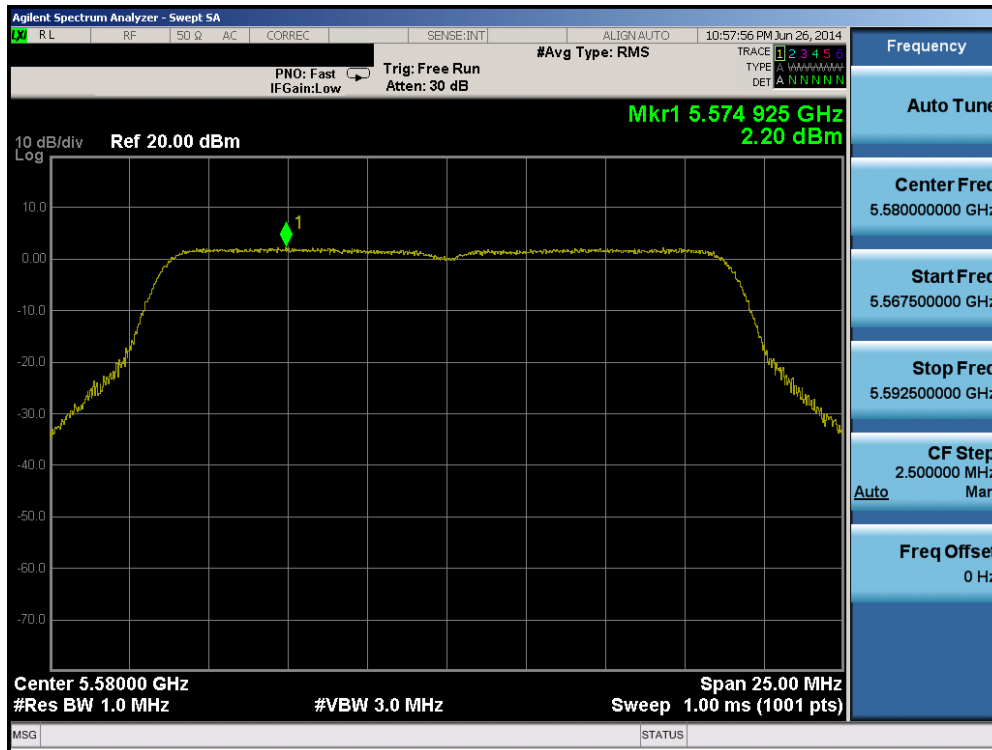 Agilent Spectrum Analyzer - Swept SA
LXI RL RF 50 Ω AC CORREC SENSE:INT ALIGN AUTO 10:57:56 PM Jun 26, 2014
PNO: Fast
IFGain:Low
Trig: Free Run
Atten: 30 dB
#Avg Type: RMS
TRACE 1 2 3 4 5 6
TYPE A WWWWW
DET A N N N N N
Mkr1 5.574 925 GHz
2.20 dBm
10 dB/div
Log
Ref 20.00 dBm
1
10.0
0.00
-10.0
-20.0
-30.0
-40.0
-50.0
-60.0
-70.0
Center 5.58000 GHz
Span 25.00 MHz
#Res BW 1.0 MHz
#VBW 3.0 MHz
Sweep 1.00 ms (1001 pts)
MSG
STATUS
Frequency
Auto Tune
Center Freq
5.580000000 GHz
Start Freq
5.567500000 GHz
Stop Freq
5.592500000 GHz
CF Step
2.500000 MHz
Auto Man
Freq Offset
0 Hz